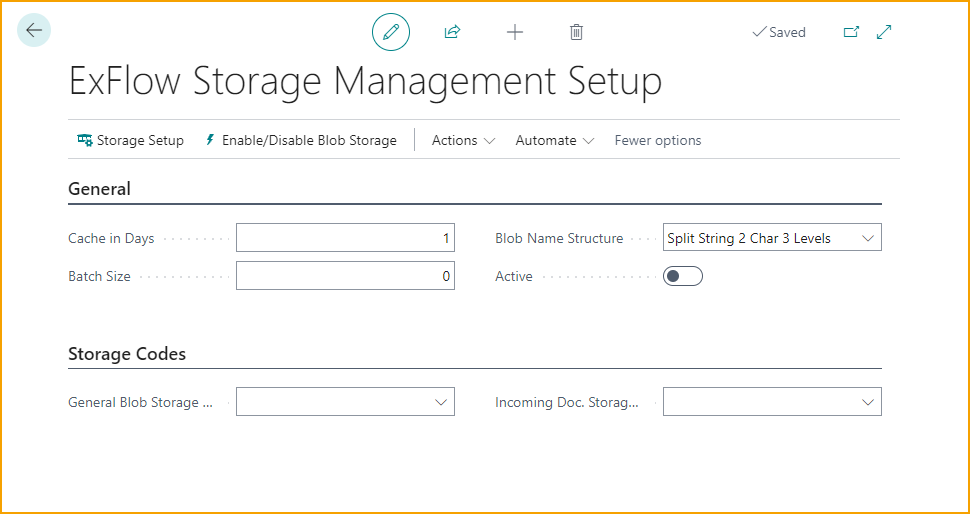 Saved
ExFlow Storage Management Setup
Storage Setup Enable/Disable Blob Storage Actions Automate Fewer options
General
Cache in Days 1 Blob Name Structure Split String 2 Char 3 Levels
Batch Size 0 Active
Storage Codes
General Blob Storage ... Incoming Doc. Storag...